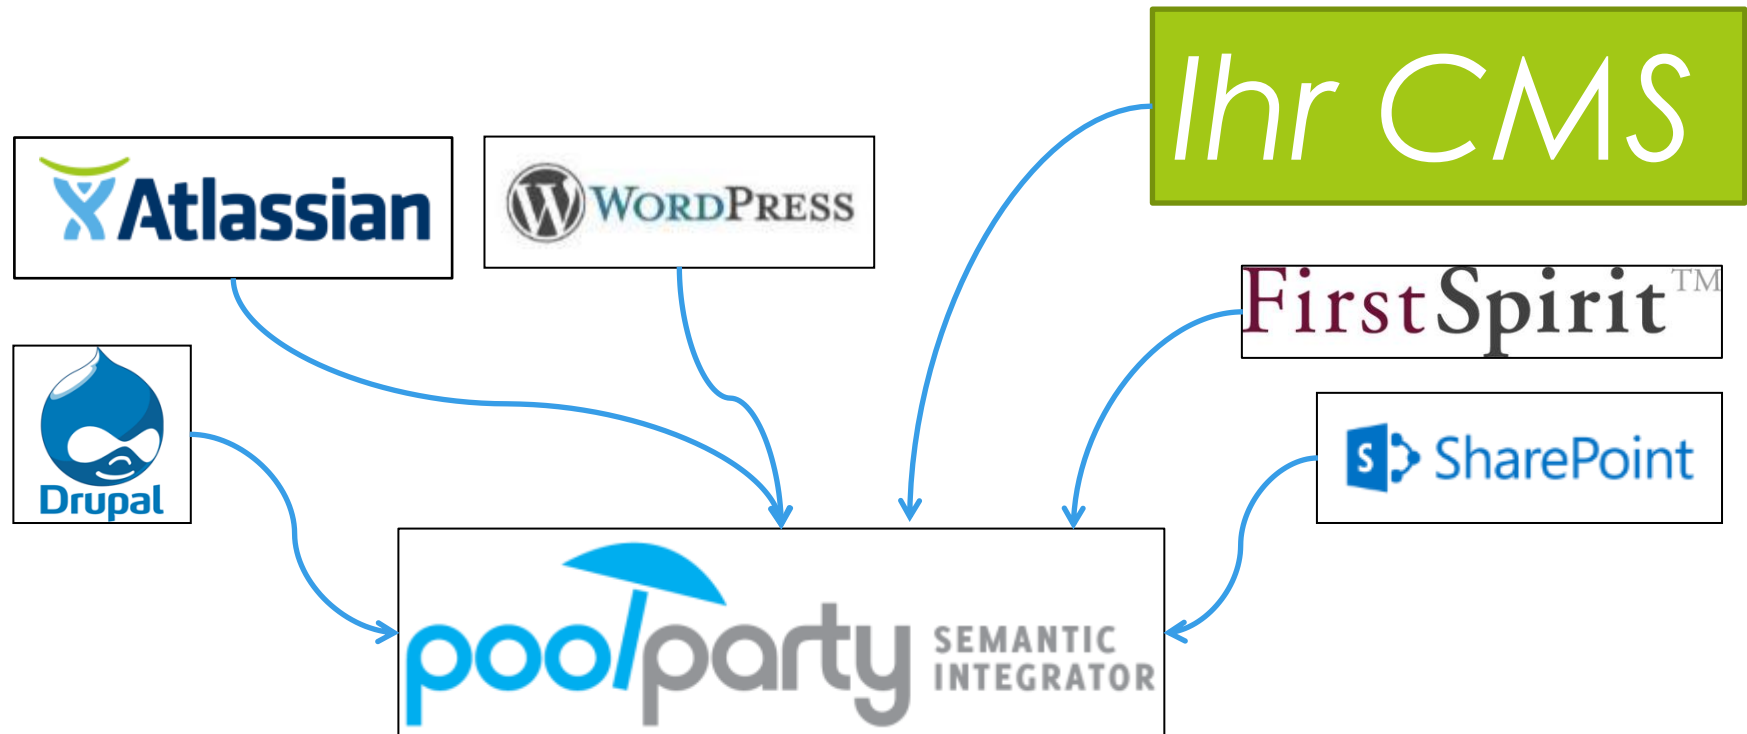 Ihr CMS
Atlassian
WORDPRESS
FirstSpirit™
Drupal
S SharePoint
poolparty SEMANTIC
INTEGRATOR